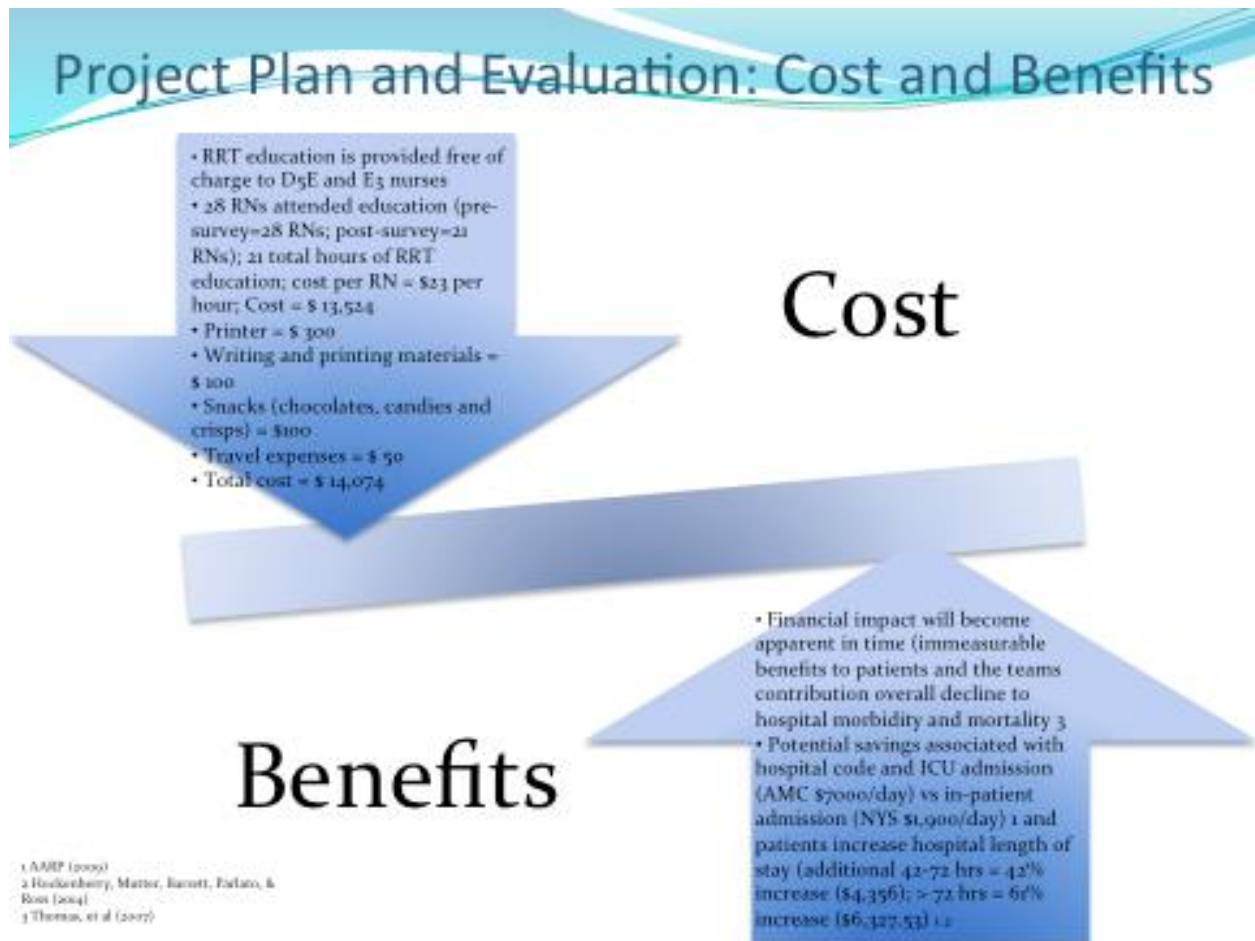 Project Plan and Evaluation: Cost and Benefits
• RRT education is provided free of
charge to D5E and E3 nurses
• 28 RNs attended education (pre-
survey=28 RNs; post-survey=21
RNs); 21 total hours of RRT
education; cost per RN = $23 per
hour; Cost = $ 13,524
• Printer = $ 300
• Writing and printing materials =
$ 100
• Snacks (chocolates, candies and
crisps) = $100
• Travel expenses = $ 50
• Total cost = $ 14,074
Cost
Benefits
• Financial impact will become
apparent in time (immeasurable
benefits to patients and the teams
contribution overall decline to
hospital morbidity and mortality 3
• Potential savings associated with
hospital code and ICU admission
(AMC $7000/day) vs in-patient
admission (NYS $1,900/day) 1 and
patients increase hospital length of
stay (additional 42-72 hrs = 42%
increase ($4,356); > 72 hrs = 61%
increase ($6,327.53) 1 2
1 AARP (2009)
2 Hockenberry, Mutter, Barrett, Parlato, &
Ross (2014)
3 Thomas, et al (2007)